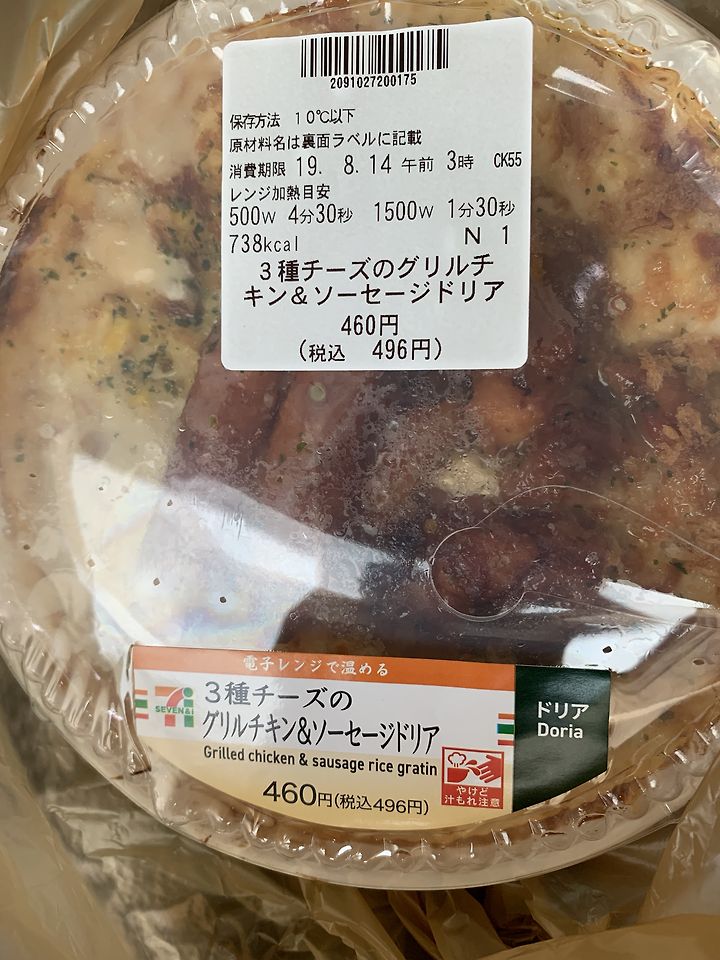 2091027200175
保存方法 10℃以下
原材料名は裏面ラベルに記載
消費期限 19. 8.14 午前 3時 CK55
レンジ加熱目安
500W 4分30秒 1500W 1分30秒
738kcal N 1
3種チーズのグリルチ
キン&ソーセージドリア
460円
(税込 496円)
電子レンジで温める
SEVEN&i
3種チーズの
グリルチキン&ソーセージドリア
Grilled chicken & sausage rice gratin
460円(税込496円)
やけど
汁もれ注意
ドリア
Doria